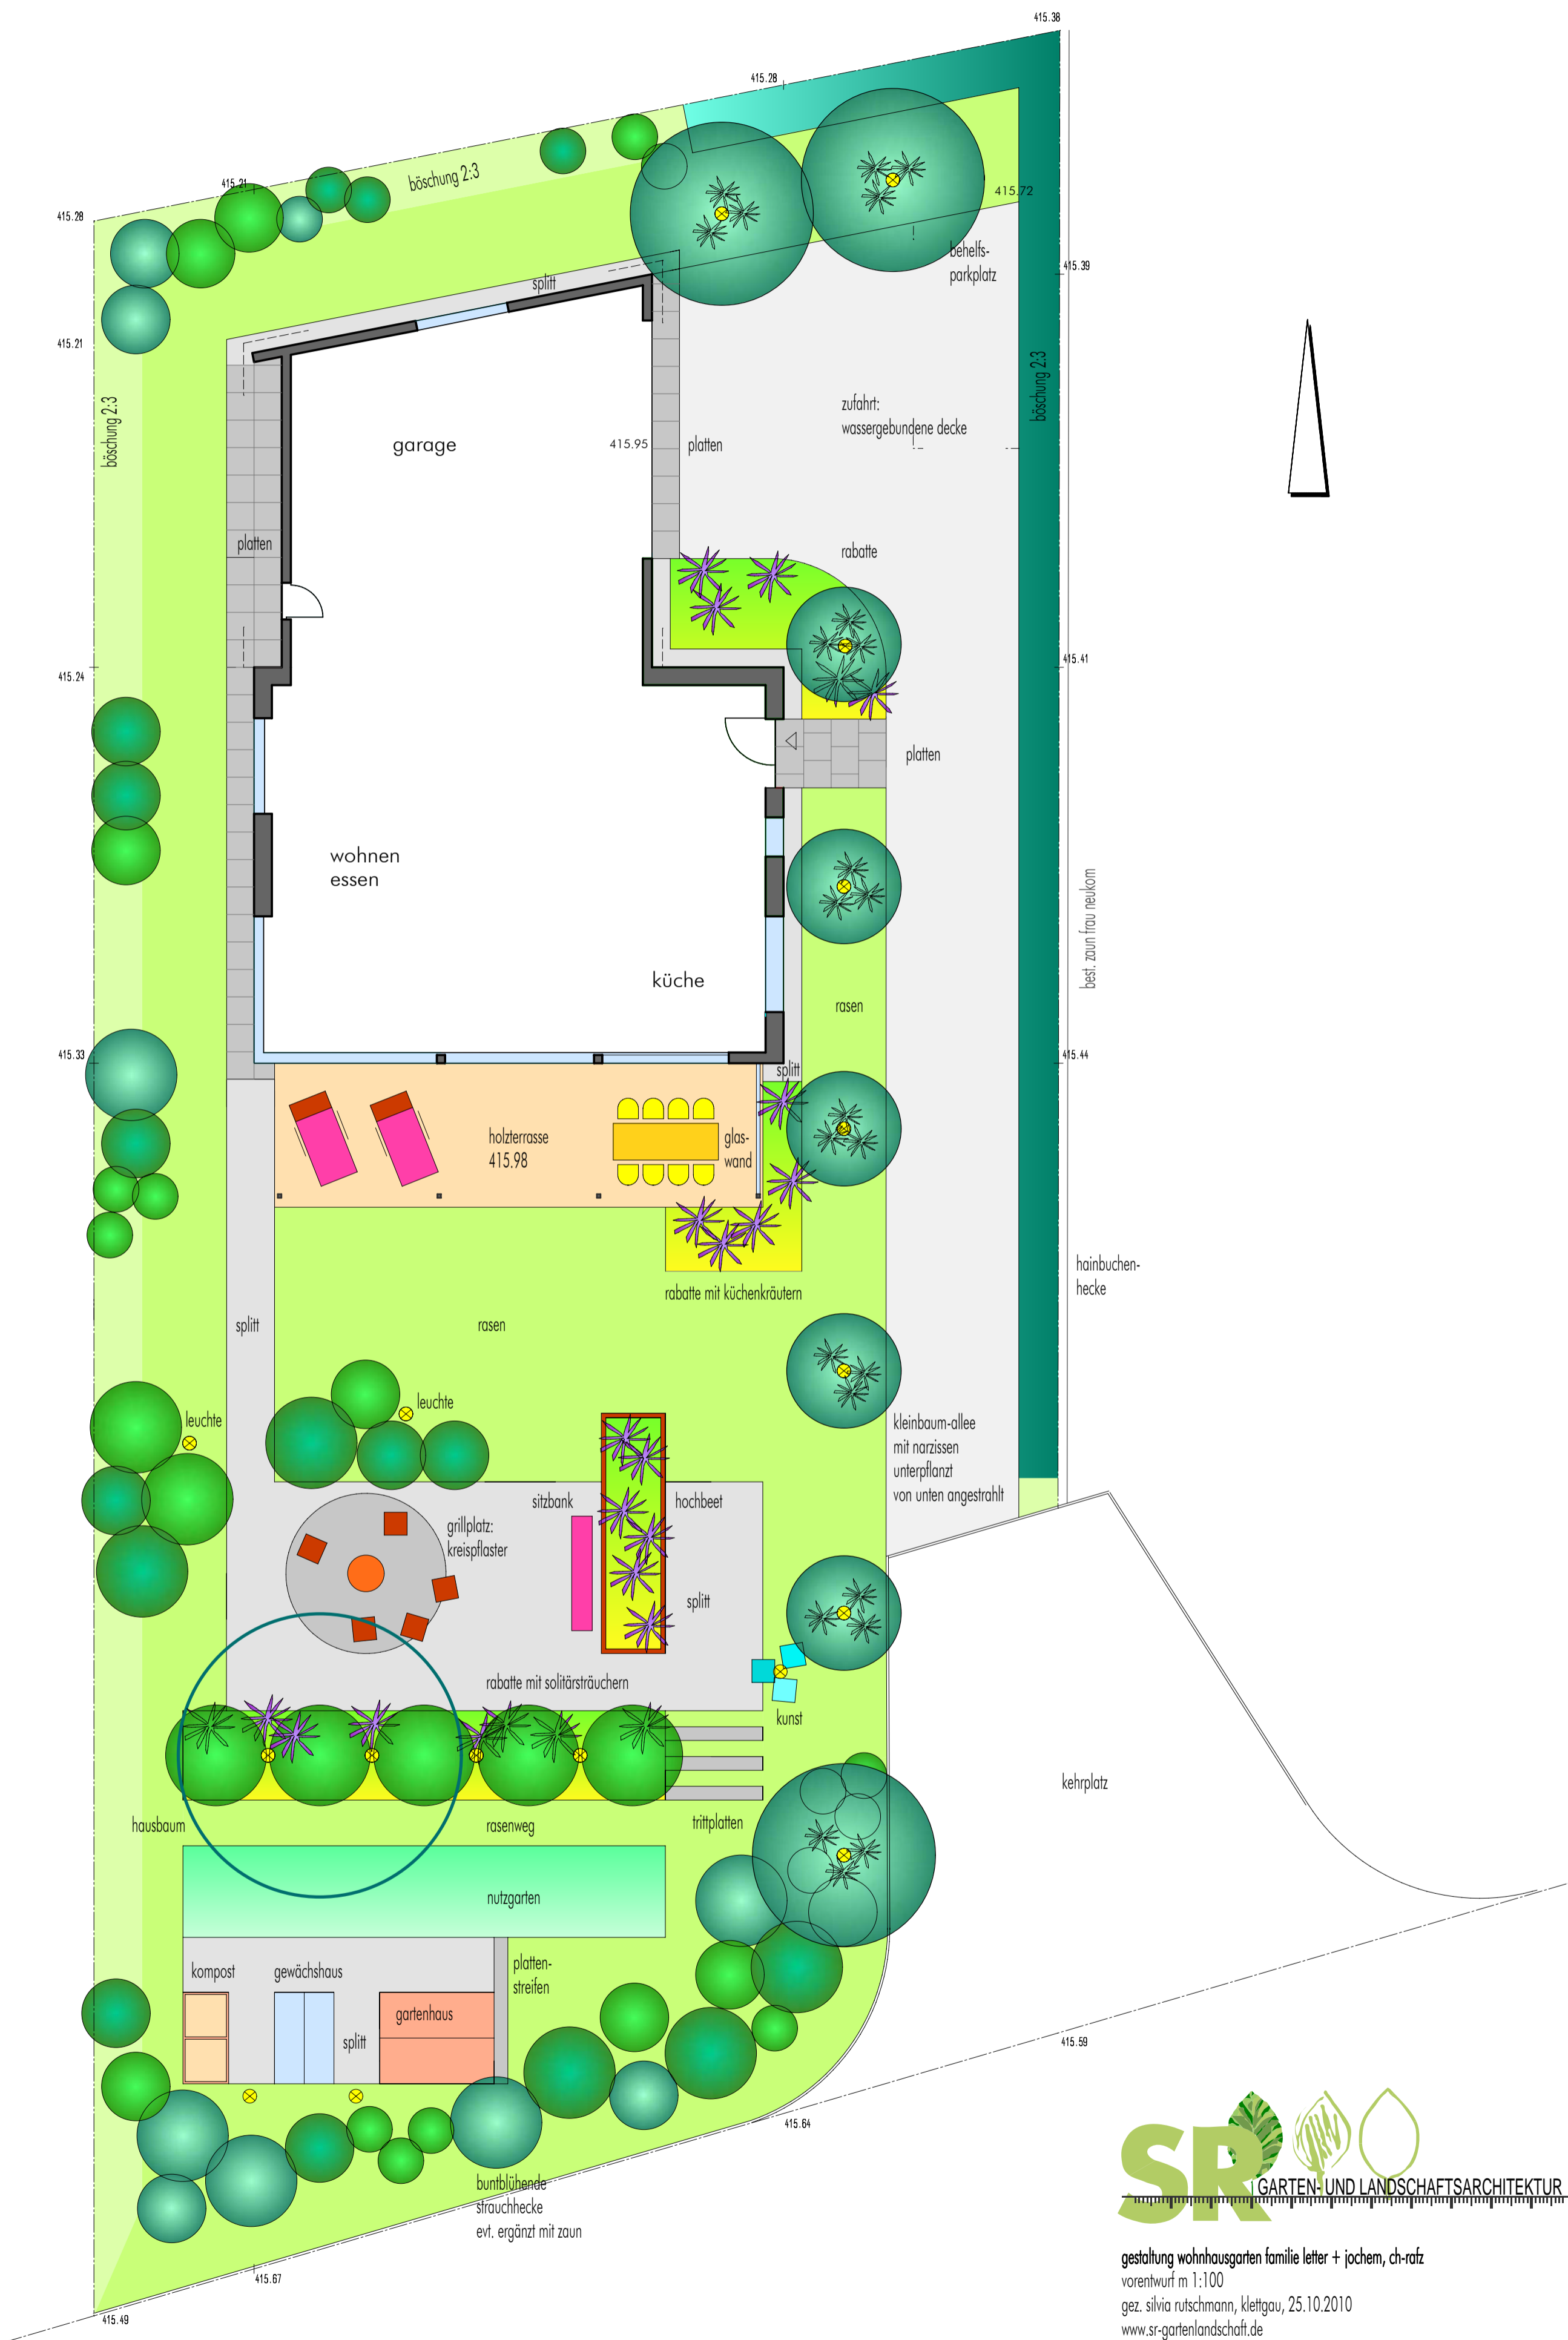 415.38
415.28
415.21
böschung 2:3
415.28
415.72
behelfs-
parkplatz
415.39
splitt
415.21
böschung 2:3
böschung 2:3
zufahrt:
wassergebundene decke
garage
415.95
platten
platten
rabatte
415.24
415.41
platten
wohnen
essen
best. zaun frau neukom
küche
rasen
415.33
415.44
splitt
holzterrasse
415.98
glas-
wand
hainbuchen-
hecke
rabatte mit küchenkräutern
splitt
rasen
leuchte
leuchte
kleinbaum-allee
mit narzissen
unterpflanzt
von unten angestrahlt
sitzbank
hochbeet
grillplatz:
kreispflaster
splitt
rabatte mit solitärsträuchern
kunst
kehrplatz
hausbaum
rasenweg
trittplatten
nutzgarten
kompost
gewächshaus
platten-
streifen
gartenhaus
splitt
415.59
415.64
buntblühende
strauchhecke
evt. ergänzt mit zaun
415.67
415.49
SR
GARTEN- UND LANDSCHAFTSARCHITEKTUR
gestaltung wohnhausgarten familie letter + jochem, ch-rafz
vorentwurf m 1:100
gez. silvia rutschmann, klettgau, 25.10.2010
www.sr-gartenlandschaft.de